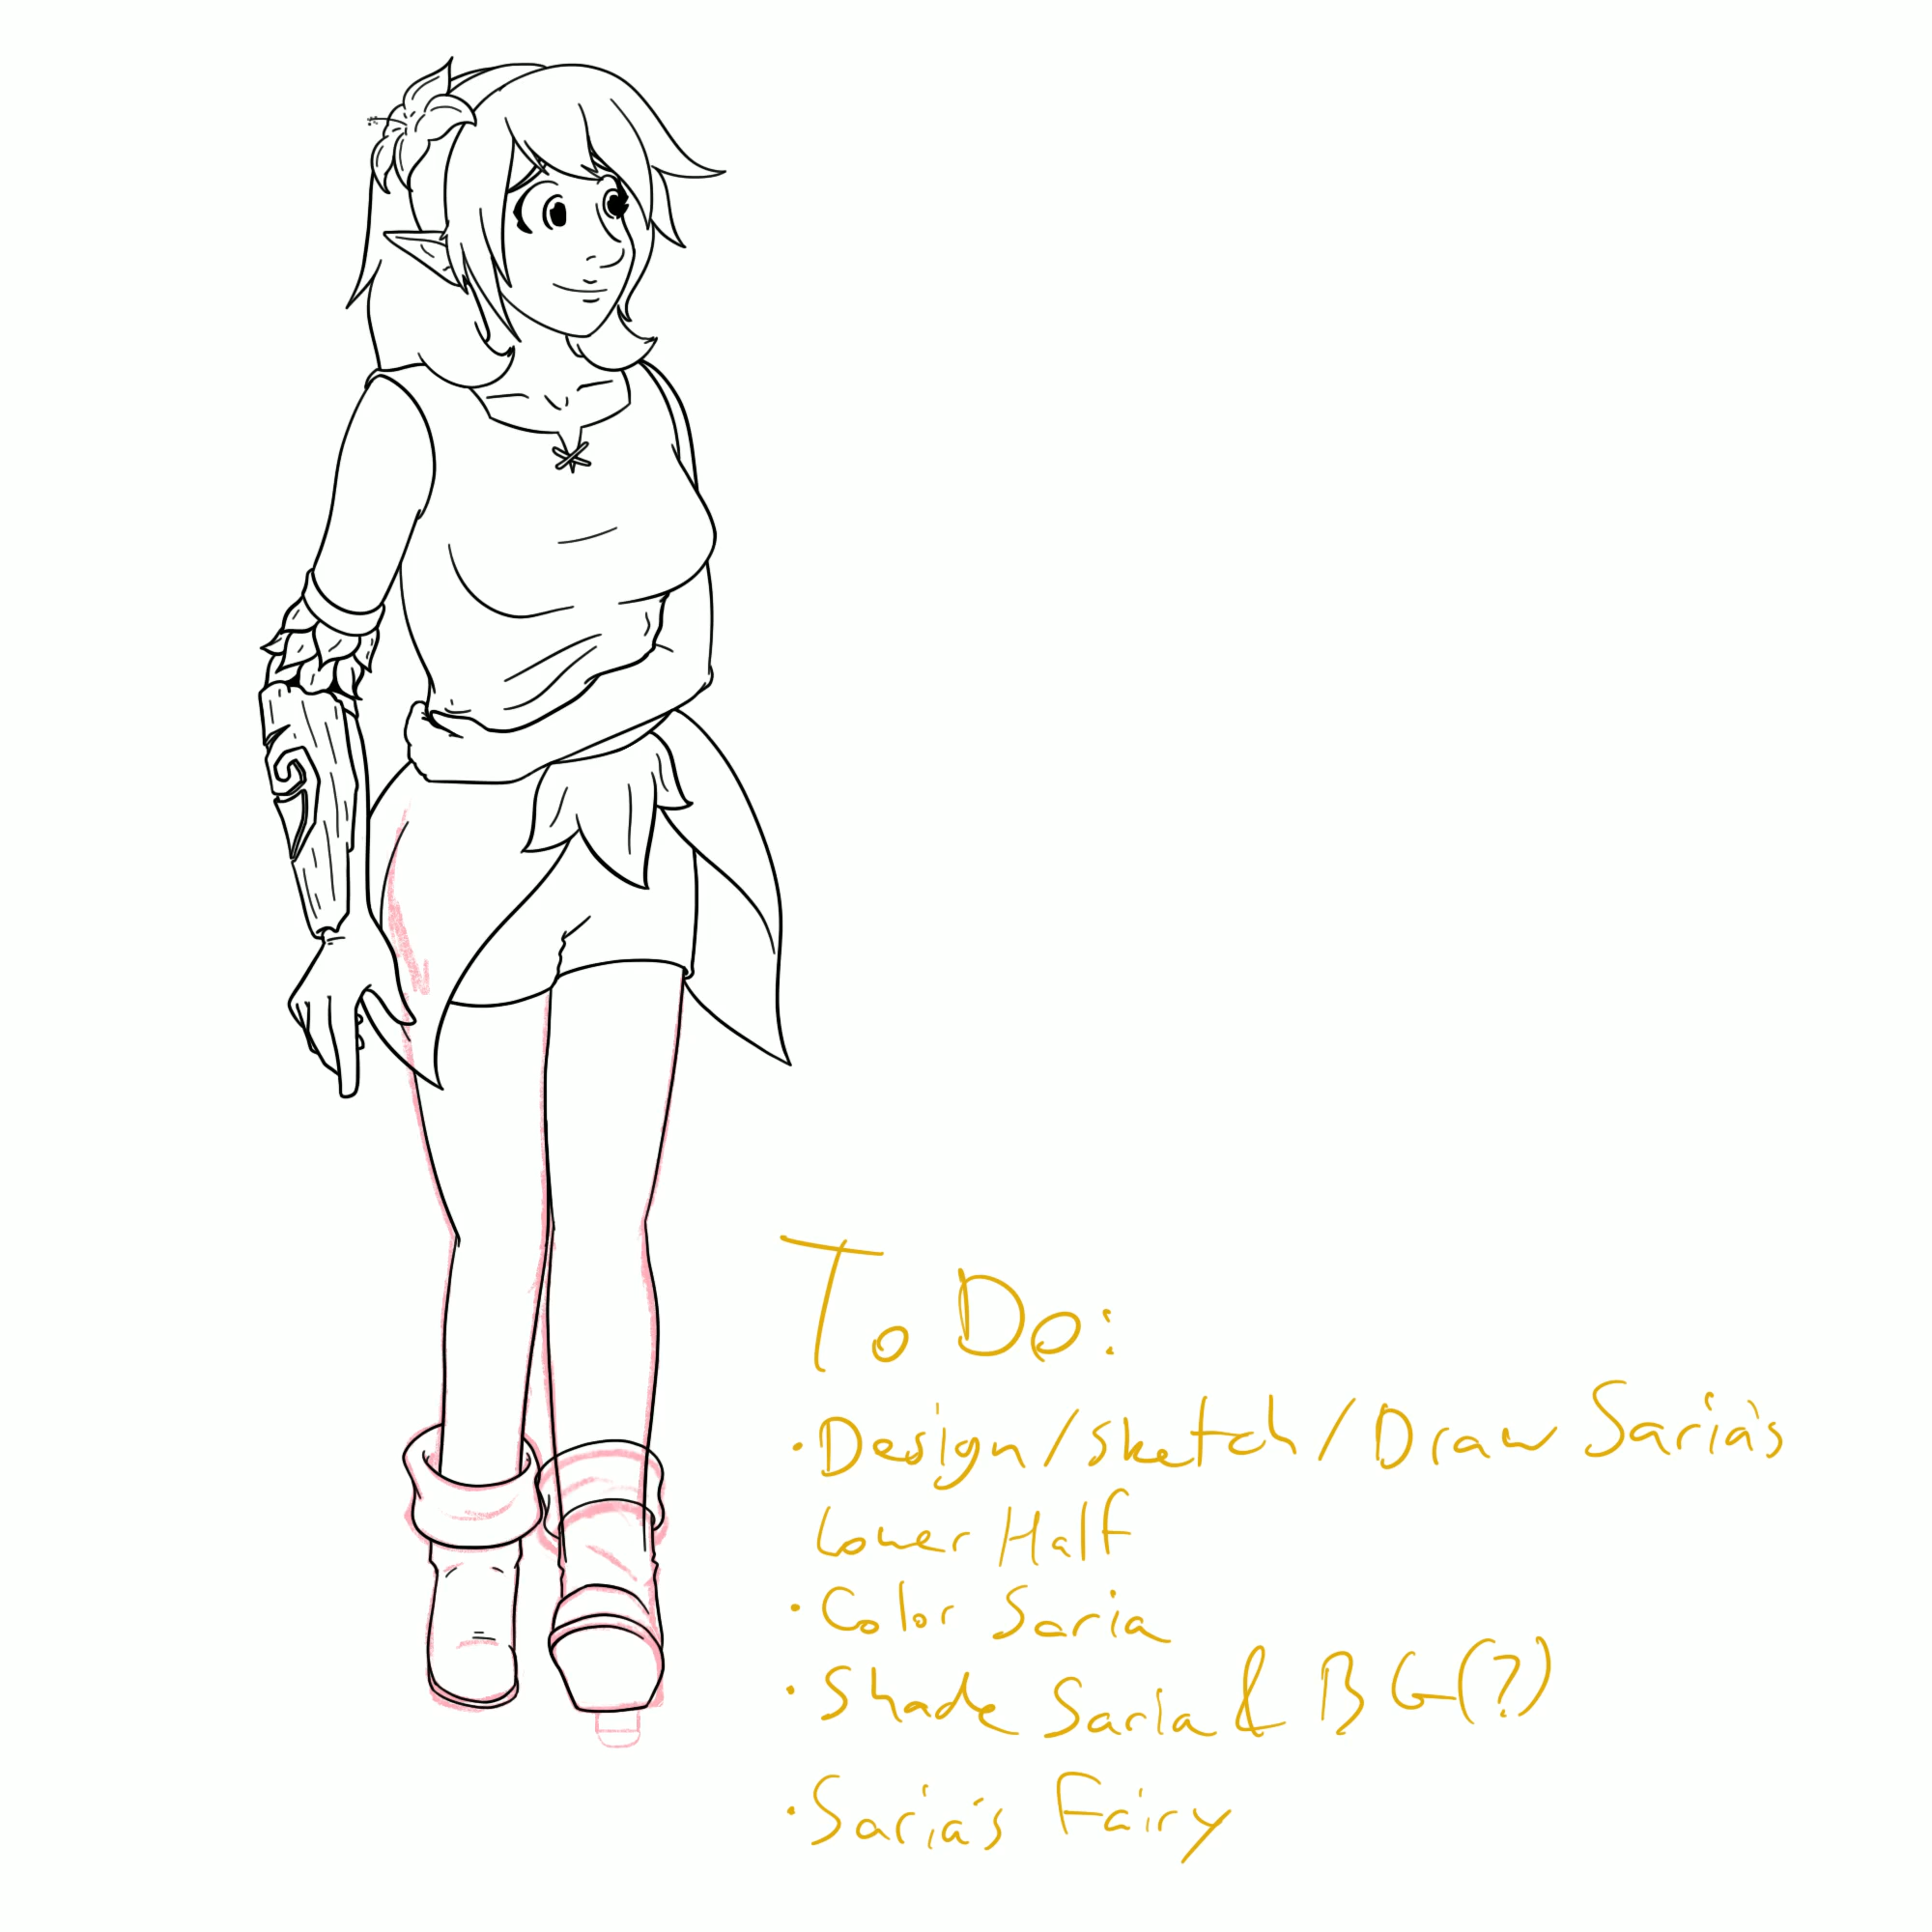 To Do:
• Design/sketch/Draw Saria's
Lower Half
• Color Saria
• Shade Saria & BG(?)
• Saria's Fairy